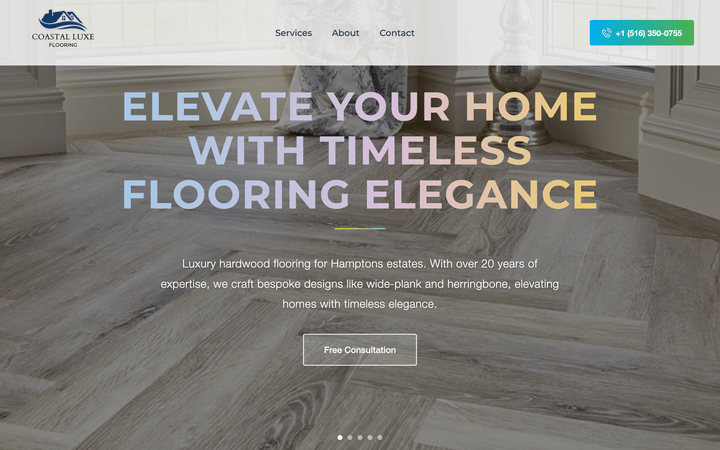 COASTAL LUXE
FLOORING
Services About Contact
+1 (516) 350-0755
ELEVATE YOUR HOME
WITH TIMELESS
FLOORING ELEGANCE
Luxury hardwood flooring for Hamptons estates. With over 20 years of
expertise, we craft bespoke designs like wide-plank and herringbone, elevating
homes with timeless elegance.
Free Consultation